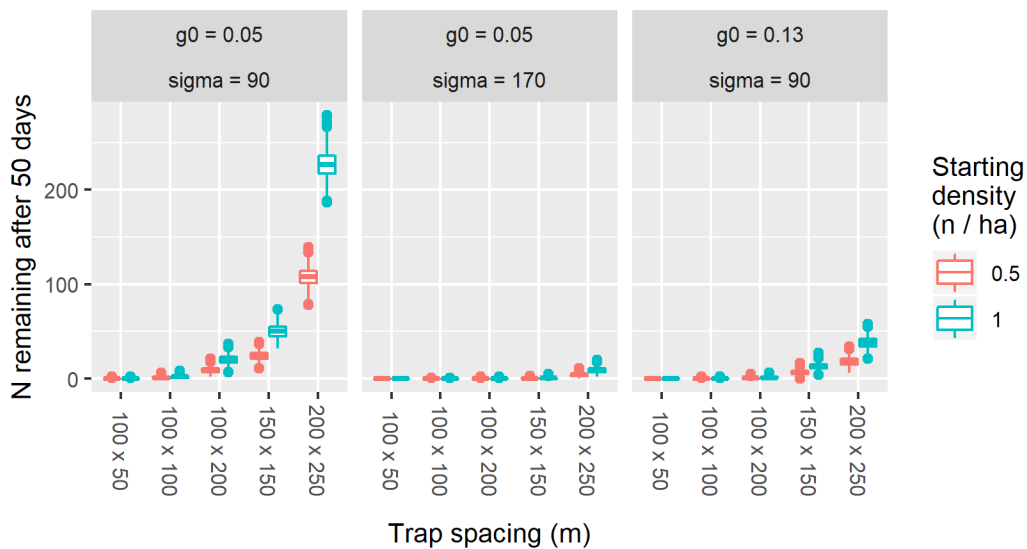 g0 = 0.05
g0 = 0.05
g0 = 0.13
sigma = 90
sigma = 170
sigma = 90
N remaining after 50 days
200
100
0
100 x 50
100 x 100
200 x 100
150 x 150
200 x 250
100 x 50
100 x 100
200 x 100
150 x 150
200 x 250
100 x 50
100 x 100
200 x 100
150 x 150
200 x 250
Trap spacing (m)
Starting
density
(n / ha)
0.5
1